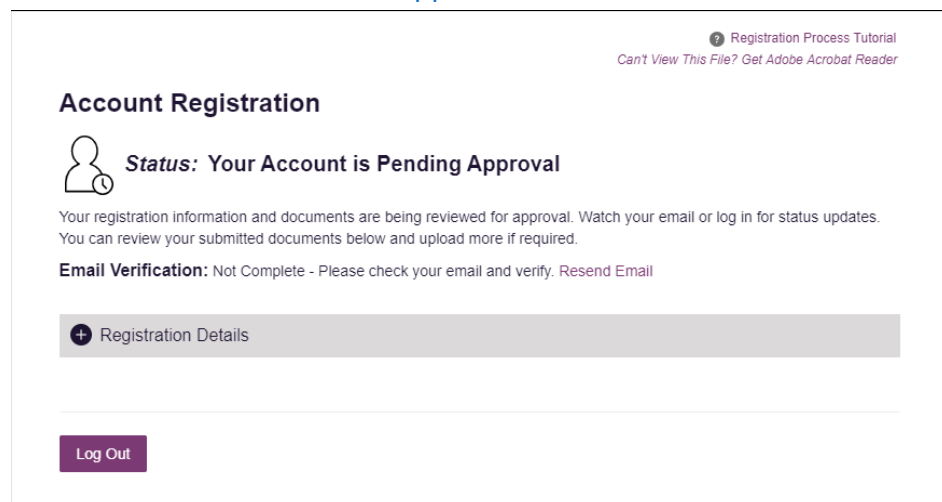 Registration Process Tutorial
Can't View This File? Get Adobe Acrobat Reader
Account Registration
Status: Your Account is Pending Approval
Your registration information and documents are being reviewed for approval. Watch your email or log in for status updates.
You can review your submitted documents below and upload more if required.
Email Verification: Not Complete - Please check your email and verify. Resend Email
Registration Details
Log Out